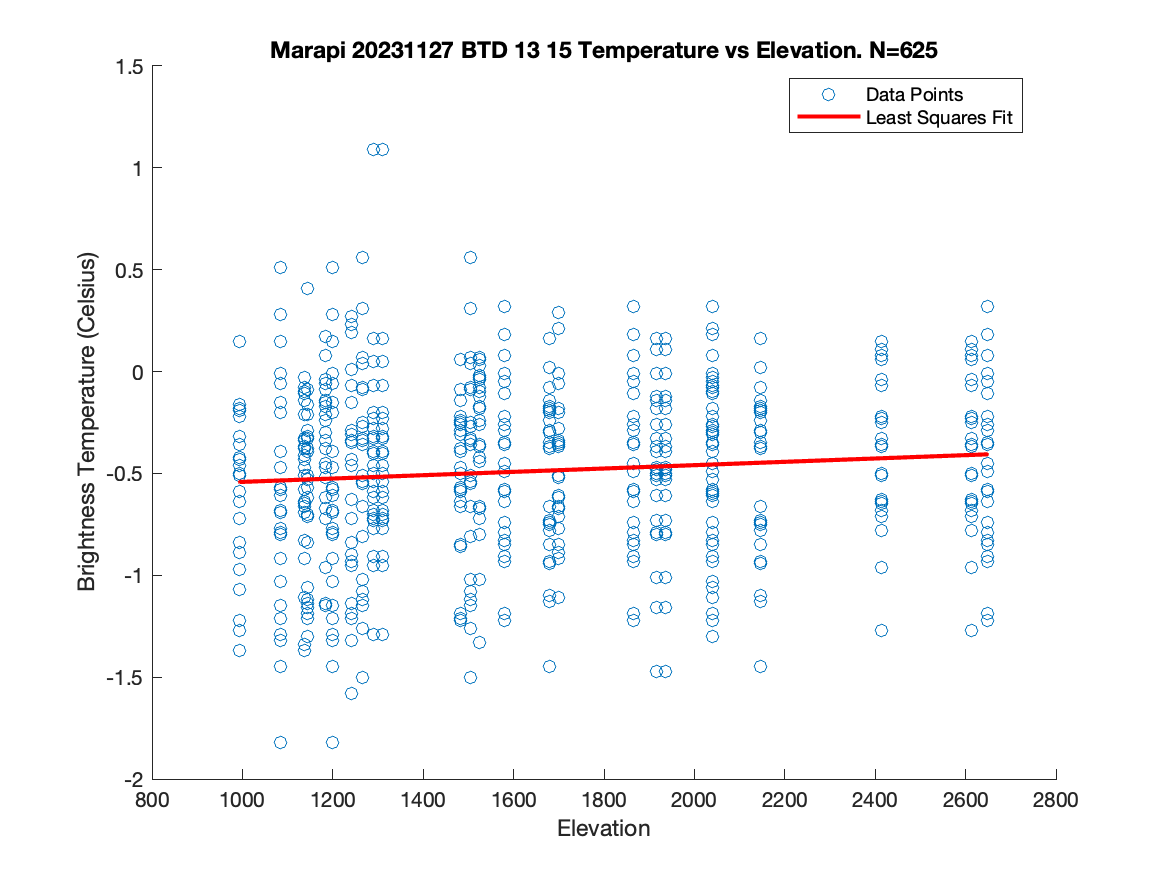 Marapi 20231127 BTD 13 15 Temperature vs Elevation. N=625
Data Points
Least Squares Fit
Brightness Temperature (Celsius)
1.5
1
0.5
0
-0.5
-1
-1.5
-2
800 1000 1200 1400 1600 1800 2000 2200 2400 2600 2800
Elevation